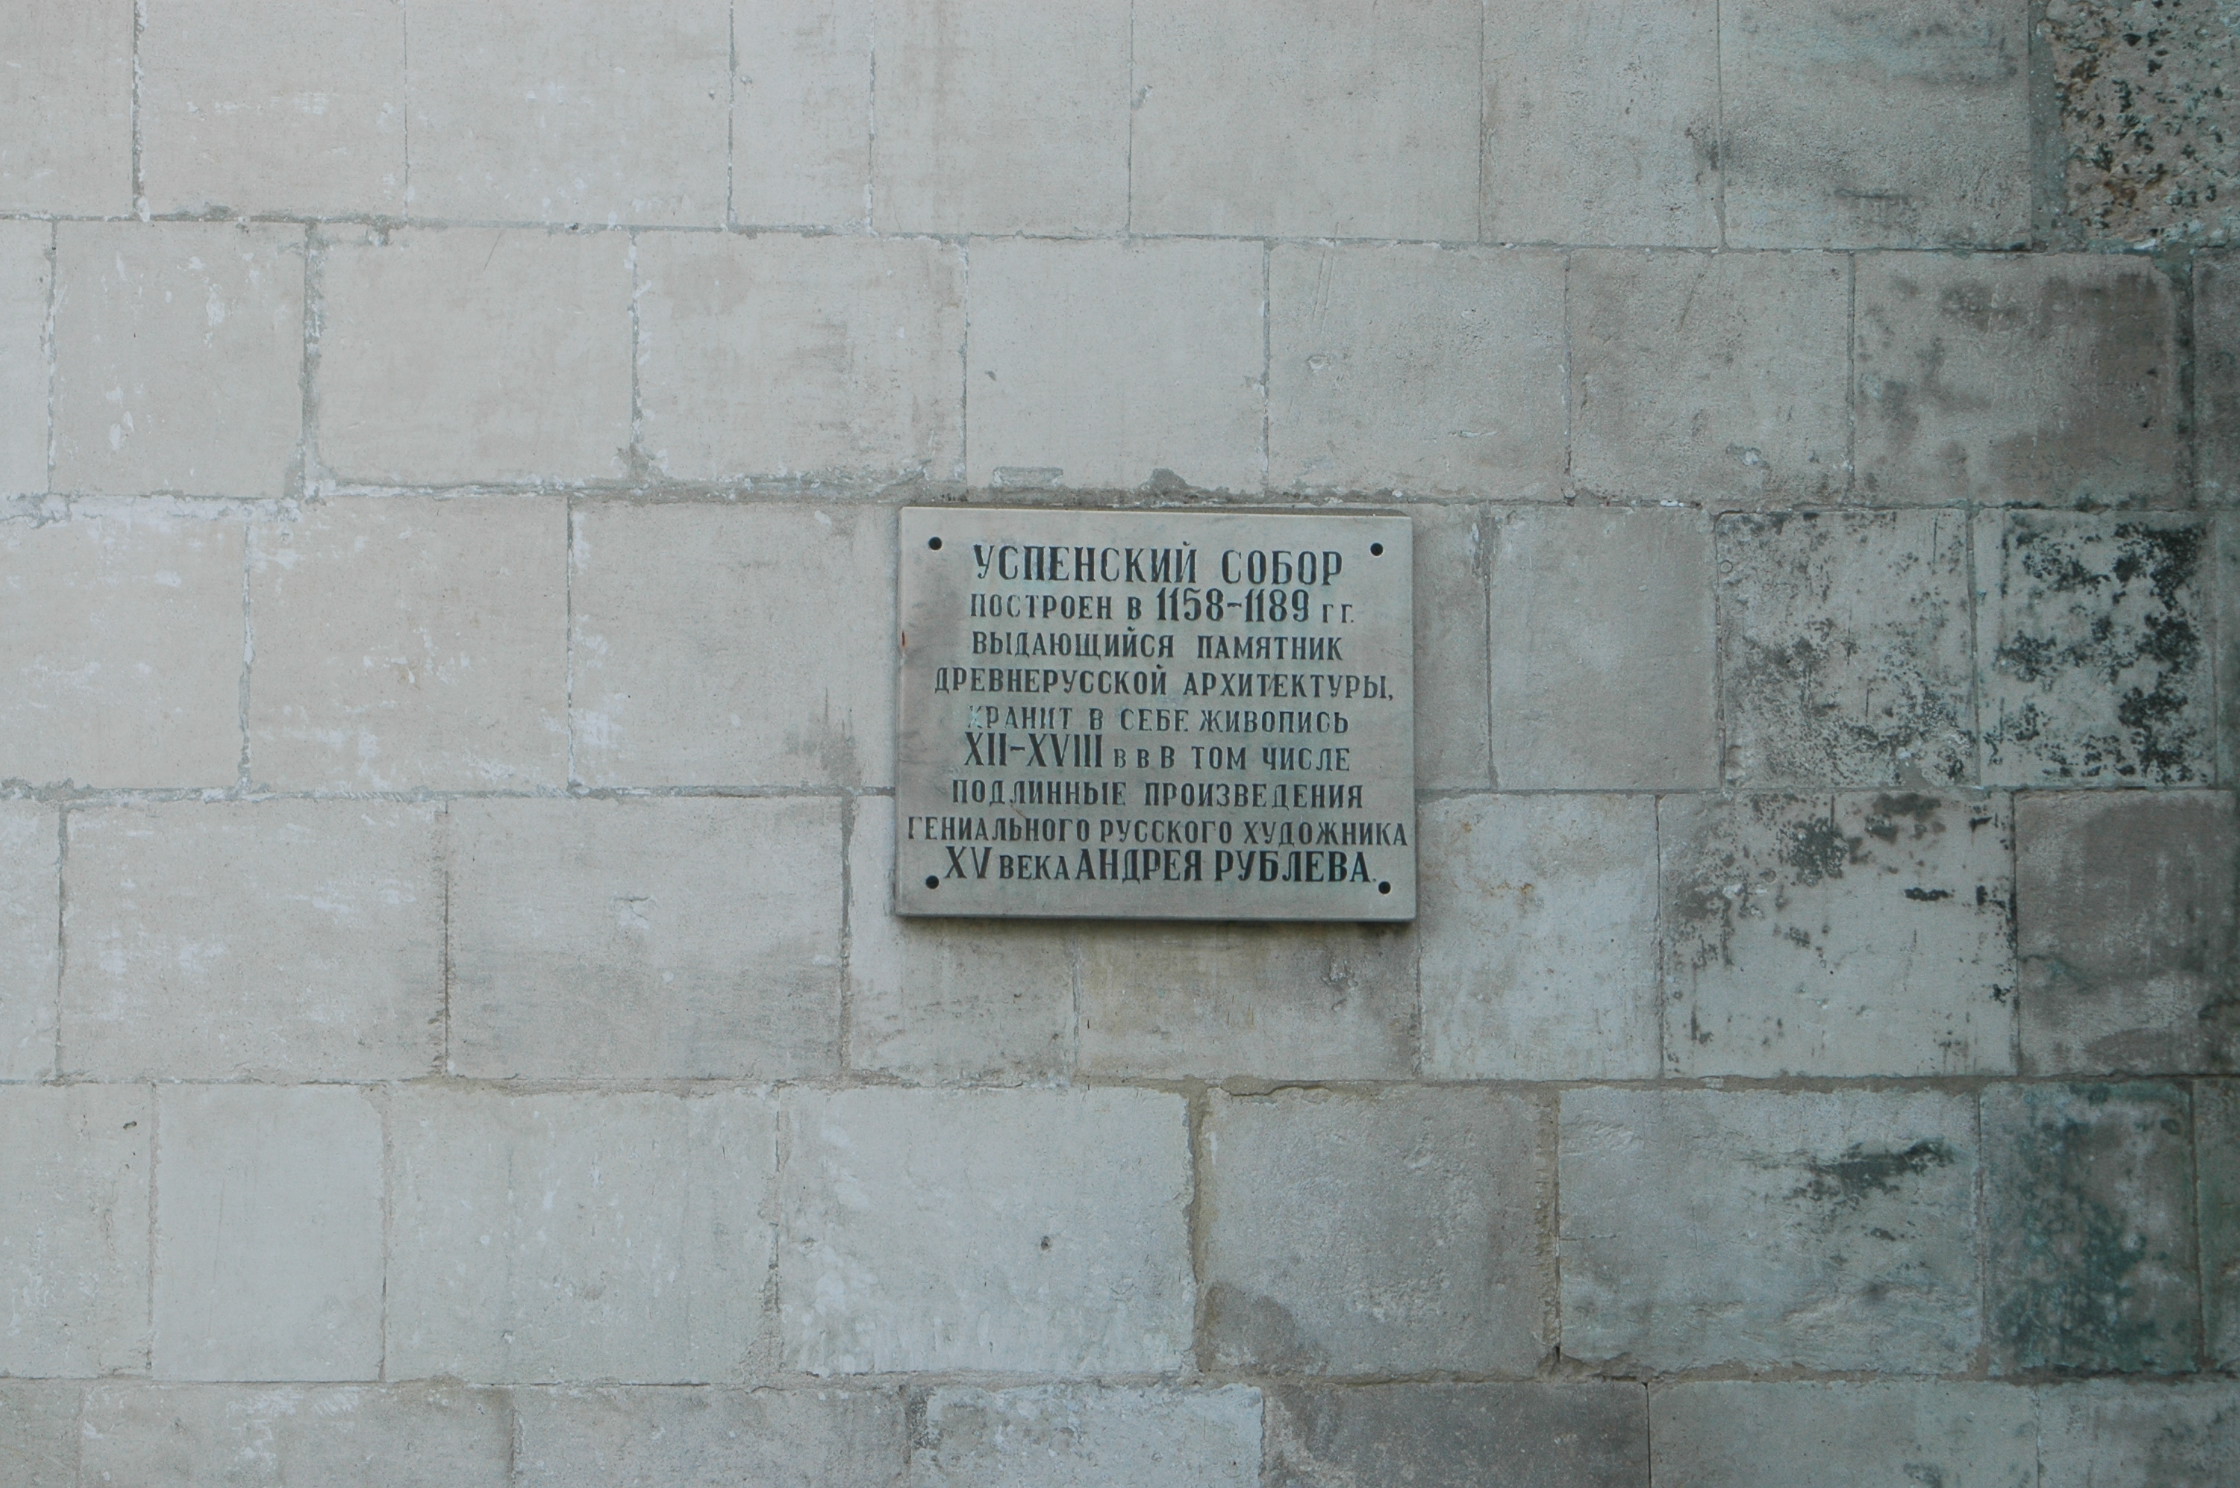 УСПЕНСКИЙ СОБОР
ПОСТРОЕН В 1158-1189 ГГ.
ВЫДАЮЩИЙСЯ ПАМЯТНИК
ДРЕВНЕРУССКОЙ АРХИТЕКТУРЫ,
ХРАНИТ В СЕБЕ ЖИВОПИСЬ
XII-XVIII В В В ТОМ ЧИСЛЕ
ПОДЛИННЫЕ ПРОИЗВЕДЕНИЯ
ГЕНИАЛЬНОГО РУССКОГО ХУДОЖНИКА
XV ВЕКА АНДРЕЯ РУБЛЕВА.